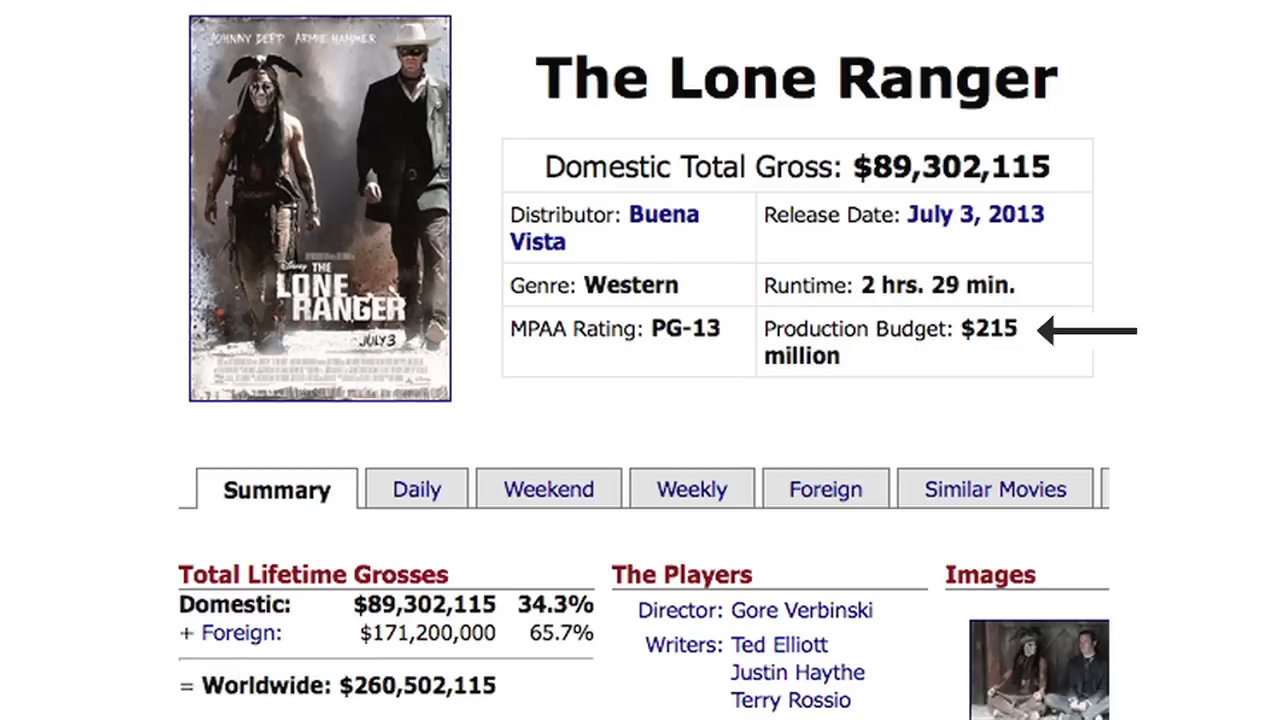 JOHNNY DEPP ARMIE HAMMER
Disney THE
LONE
RANGER
JULY 3
The Lone Ranger
Domestic Total Gross: $89,302,115
Distributor: Buena Vista
Release Date: July 3, 2013
Genre: Western
Runtime: 2 hrs. 29 min.
MPAA Rating: PG-13
Production Budget: $215
million
Summary Daily Weekend Weekly Foreign Similar Movies
Total Lifetime Grosses
Domestic: $89,302,115 34.3%
+ Foreign: $171,200,000 65.7%
= Worldwide: $260,502,115
The Players
Director: Gore Verbinski
Writers: Ted Elliott
Justin Haythe
Terry Rossio
Images